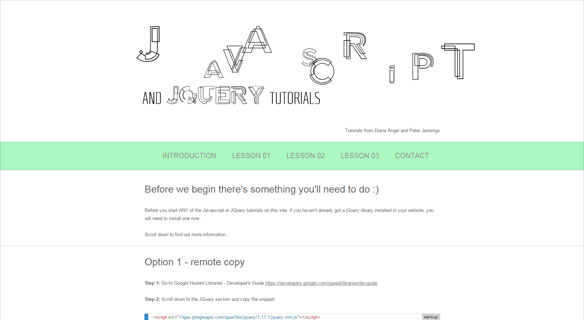 JAVASCRIPT
AND JQUERY TUTORIALS
Tutorials from Diana Angel and Peter Jennings
INTRODUCTION LESSON 01 LESSON 02 LESSON 03 CONTACT
Before we begin there's something you'll need to do :)
Before you start ANY of the Javascript or JQuery tutorials on this site, if you haven't already got a jQuery library installed in your website, you
will need to install one now.
Scroll down to find out more information...
Option 1 - remote copy
Step 1: Go to Google Hosted Libraries - Developer's Guide https://developers.google.com/speed/libraries/devguide
Step 2: Scroll down to the JQuery section and copy the snippet:
<script src="//ajax.googleapis.com/ajax/libs/jquery/1.11.1/jquery.min.js"></script> markup